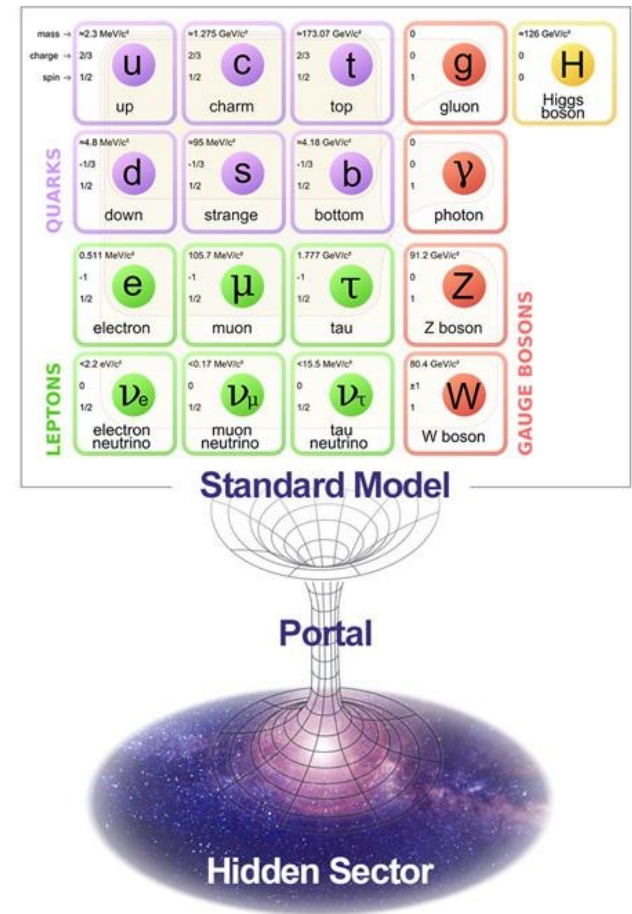 mass → ≈2.3 MeV/c² ≈1.275 GeV/c² ≈173.07 GeV/c² 0 ≈126 GeV/c²
charge → 2/3 2/3 2/3 0 0
spin → 1/2 1/2 1/2 1 0
u c t g H
up charm top gluon Higgs
boson
QUARKS
≈4.8 MeV/c² ≈95 MeV/c² ≈4.18 GeV/c² 0
-1/3 -1/3 -1/3 0
1/2 1/2 1/2 1
d s b γ
down strange bottom photon
0.511 MeV/c² 105.7 MeV/c² 1.777 GeV/c² 91.2 GeV/c²
-1 -1 -1 0
1/2 1/2 1/2 1
e μ τ Z
electron muon tau Z boson
LEPTONS
GAUGE BOSONS
<2.2 eV/c² <0.17 MeV/c² <15.5 MeV/c² 80.4 GeV/c²
0 0 0 ±1
1/2 1/2 1/2 1
νe νμ ντ W
electron muon tau W boson
neutrino neutrino neutrino
Standard Model
Portal
Hidden Sector